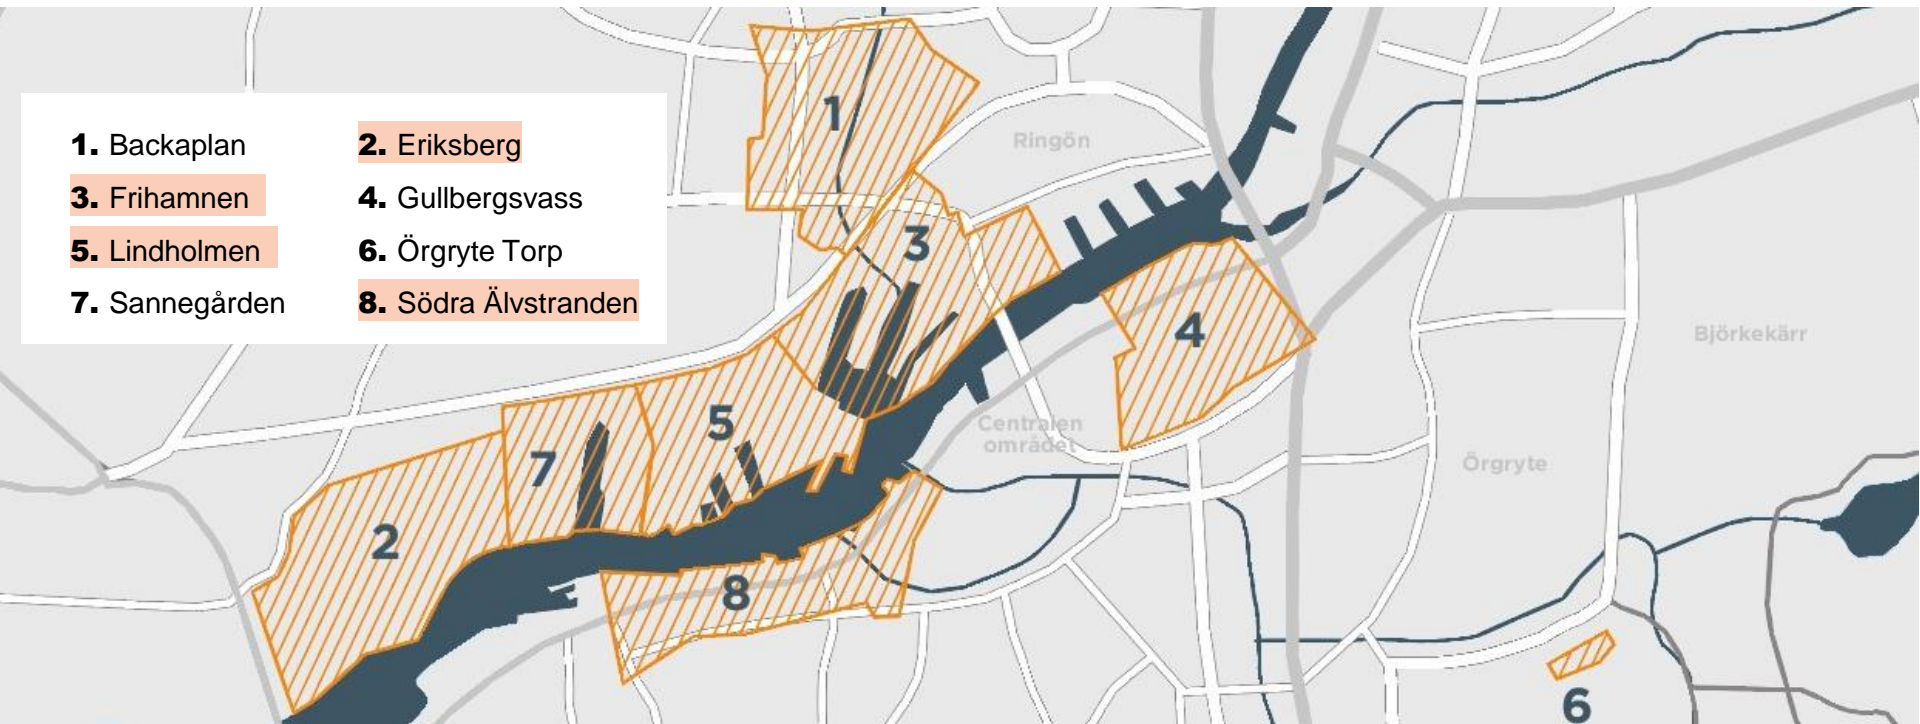 1. Backaplan
2. Eriksberg
3. Frihamnen
4. Gullbergsvass
5. Lindholmen
6. Örgryte Torp
7. Sannegården
8. Södra Älvstranden
1
Ringön
3
4
Björkekärr
5
Centralen
området
7
Örgryte
2
8
6